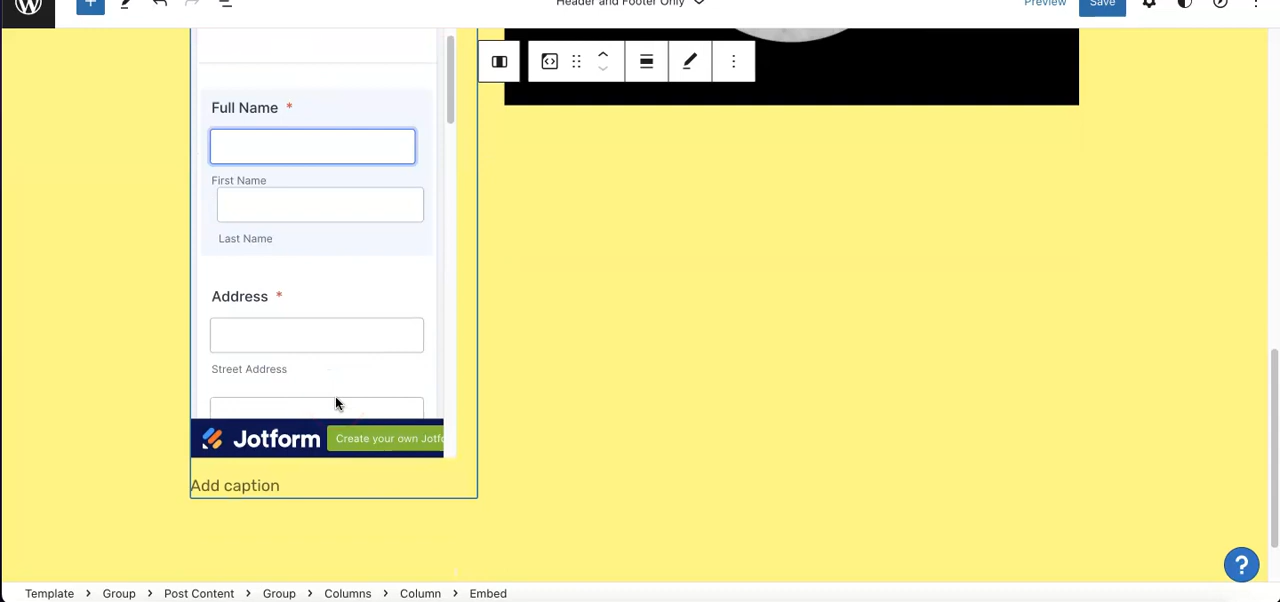 Header and Footer Only
Preview
Save
Full Name *
First Name
Last Name
Address *
Street Address
Jotform
Create your own Jotfo
Add caption
?
Template > Group > Post Content > Group > Columns > Column > Embed